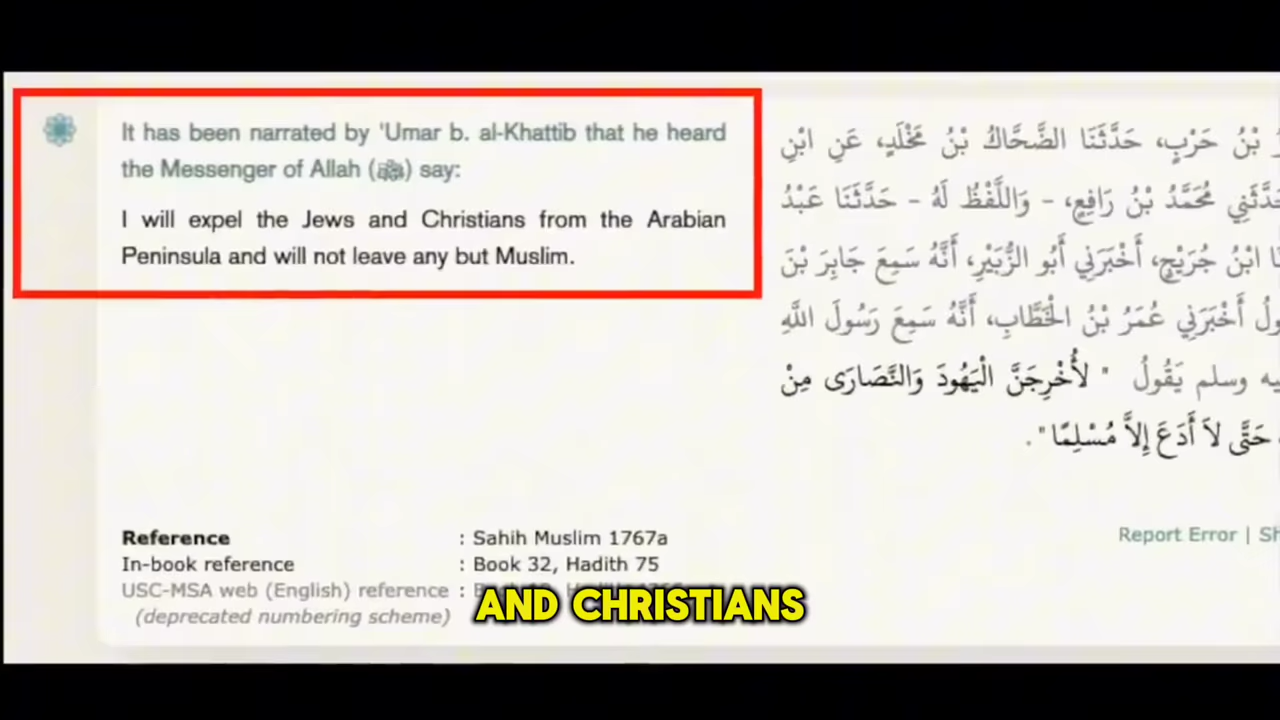 It has been narrated by 'Umar b. al-Khattib that he heard
the Messenger of Allah (ﷺ) say:
I will expel the Jews and Christians from the Arabian
Peninsula and will not leave any but Muslim.
بْنُ حَرْبٍ، حَدَّثَنَا الضَّحَّاكُ بْنُ مَخْلَدٍ، عَنِ ابْنِ
مُحَمَّدُ بْنُ رَافِعٍ، - وَاللَّفْظُ لَهُ - حَدَّثَنَا عَبْدُ
ابْنُ جُرَيْجٍ، أَخْبَرَنِي أَبُو الزُّبَيْرِ، أَنَّهُ سَمِعَ جَابِرَ بْنَ
أَخْبَرَنِي عُمَرُ بْنُ الْخَطَّابِ، أَنَّهُ سَمِعَ رَسُولَ اللَّهِ
وسلم يَقُولُ " لأُخْرِجَنَّ الْيَهُودَ وَالنَّصَارَى مِنْ
حَتَّى لاَ أَدَعَ إِلاَّ مُسْلِمًا " .
Reference : Sahih Muslim 1767a
In-book reference : Book 32, Hadith 75
USC-MSA web (English) reference :
(deprecated numbering scheme)
Report Error |
AND CHRISTIANS